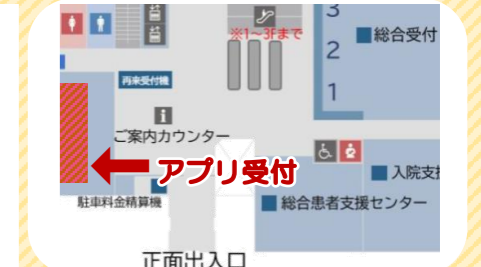 3
※1～3Fまで
総合受付
2
再来受付機
1
ご案内カウンター
アプリ受付
入院支
駐車料金精算機
総合患者支援センター
正面出入口